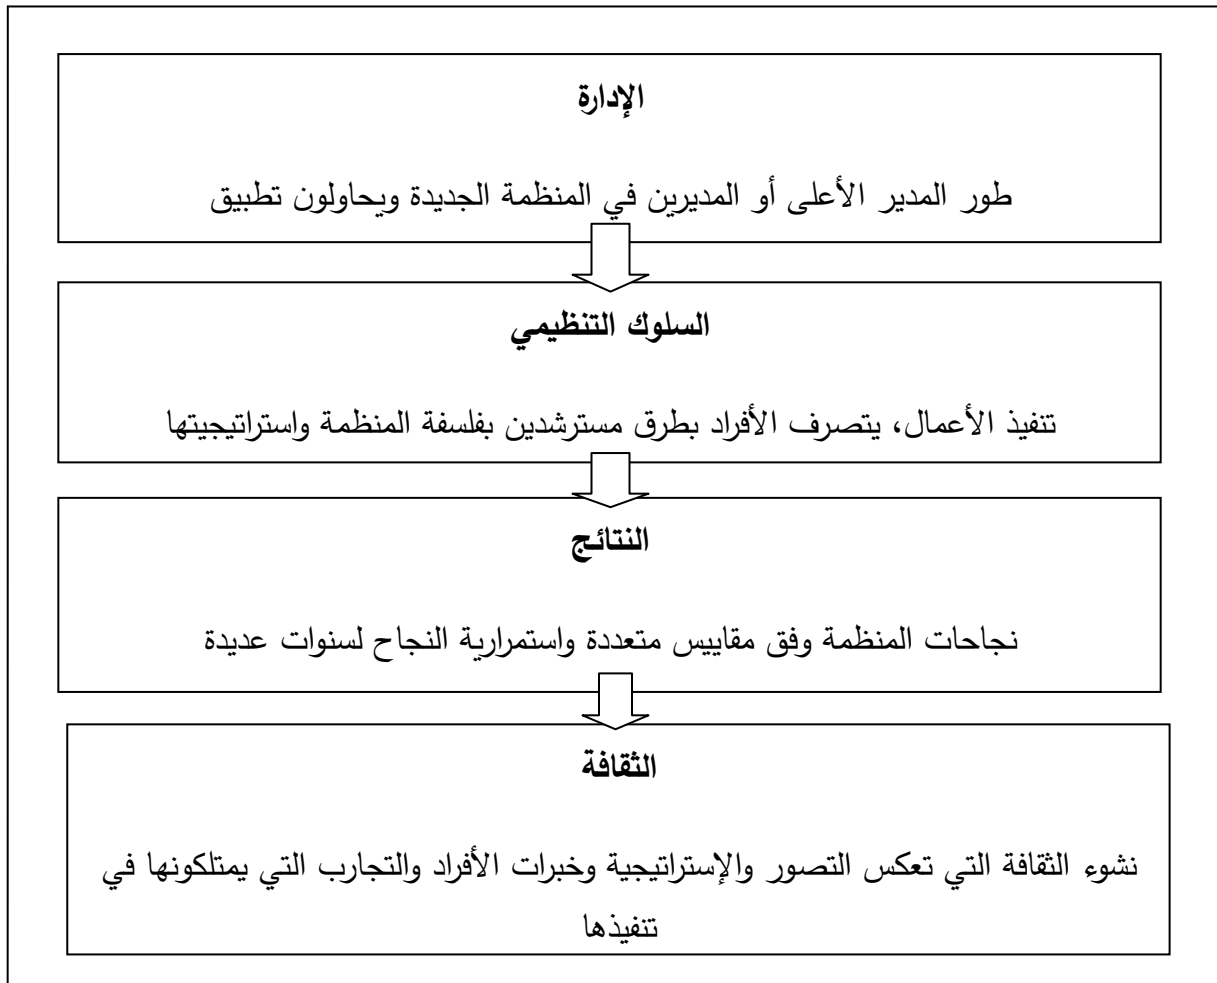 الإدارة
طور المدير الأعلى أو المديرين في المنظمة الجديدة ويحاولون تطبيق
السلوك التنظيمي
تنفيذ الأعمال، يتصرف الأفراد بطرق مسترشدين بفلسفة المنظمة واستراتيجيتها
النتائج
نجاحات المنظمة وفق مقاييس متعددة واستمرارية النجاح لسنوات عديدة
الثقافة
نشوء الثقافة التي تعكس التصور والإستراتيجية وخبرات الأفراد والتجارب التي يمتلكونها في
تنفيذها